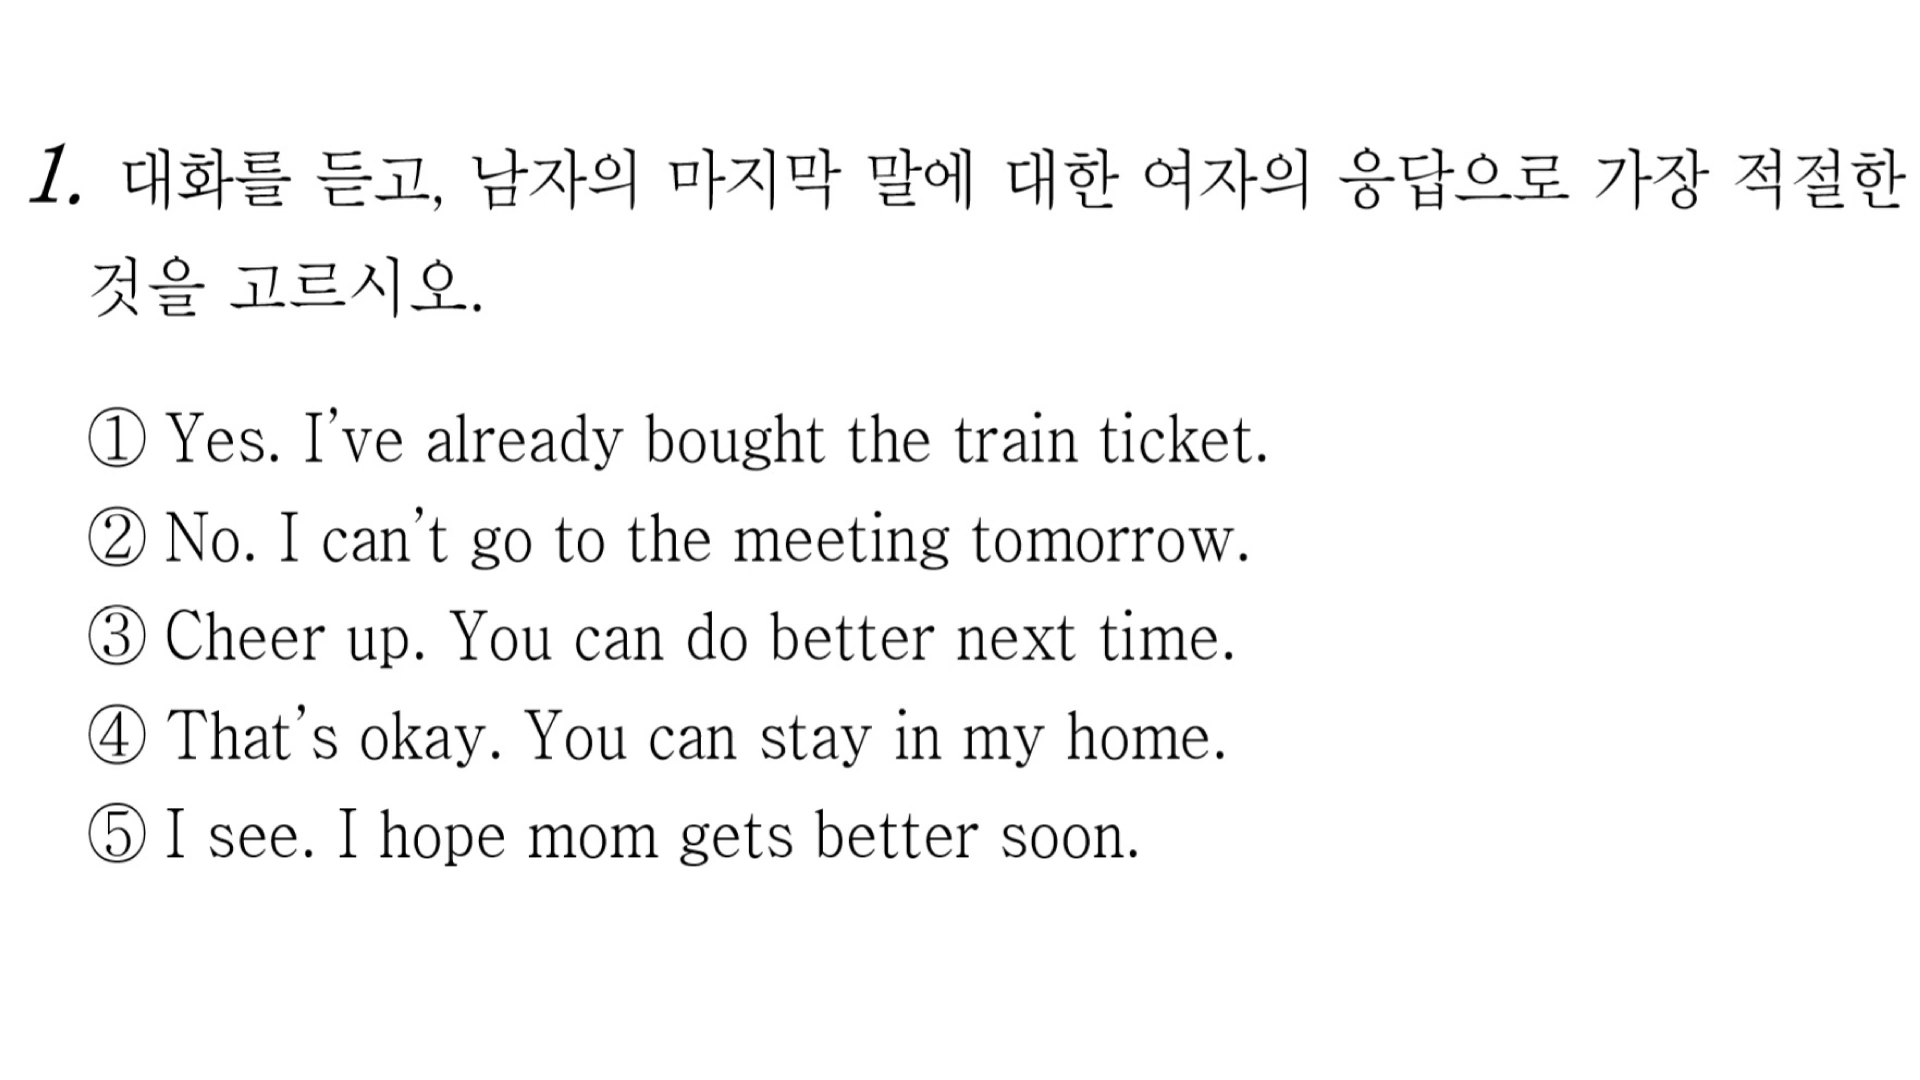 1. 대화를 듣고, 남자의 마지막 말에 대한 여자의 응답으로 가장 적절한
것을 고르시오.
① Yes. I’ve already bought the train ticket.
② No. I can’t go to the meeting tomorrow.
③ Cheer up. You can do better next time.
④ That’s okay. You can stay in my home.
⑤ I see. I hope mom gets better soon.